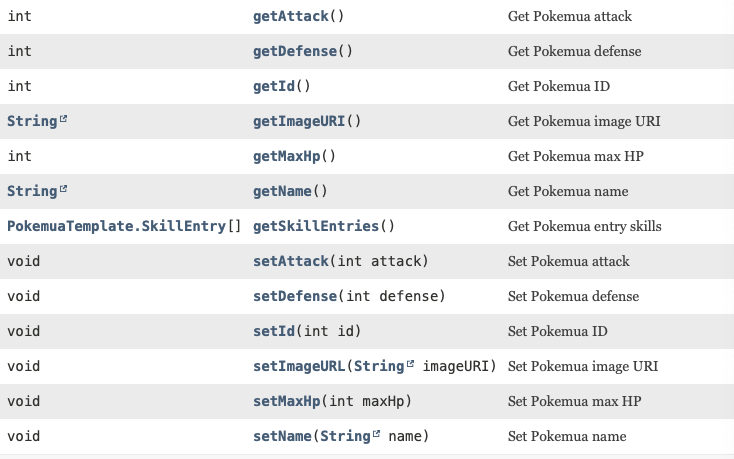 int getAttack() Get Pokemua attack
int getDefense() Get Pokemua defense
int getId() Get Pokemua ID
String getImageURI() Get Pokemua image URI
int getMaxHp() Get Pokemua max HP
String getName() Get Pokemua name
PokemuaTemplate.SkillEntry[] getSkillEntries() Get Pokemua entry skills
void setAttack(int attack) Set Pokemua attack
void setDefense(int defense) Set Pokemua defense
void setId(int id) Set Pokemua ID
void setImageURL(String imageURI) Set Pokemua image URI
void setMaxHp(int maxHp) Set Pokemua max HP
void setName(String name) Set Pokemua name